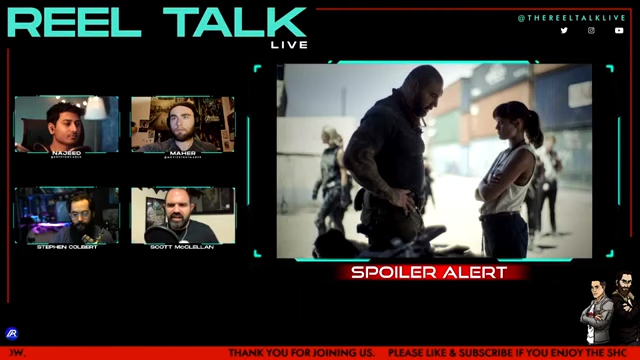 REEL TALK
LIVE
@THEREELTALKLIVE
NAJEED
MAHER
STEPHEN COLBERT
SCOTT McCLELLAN
SPOILER ALERT
OW.
THANK YOU FOR JOINING US.
PLEASE LIKE & SUBSCRIBE IF YOU ENJOY THE SHO